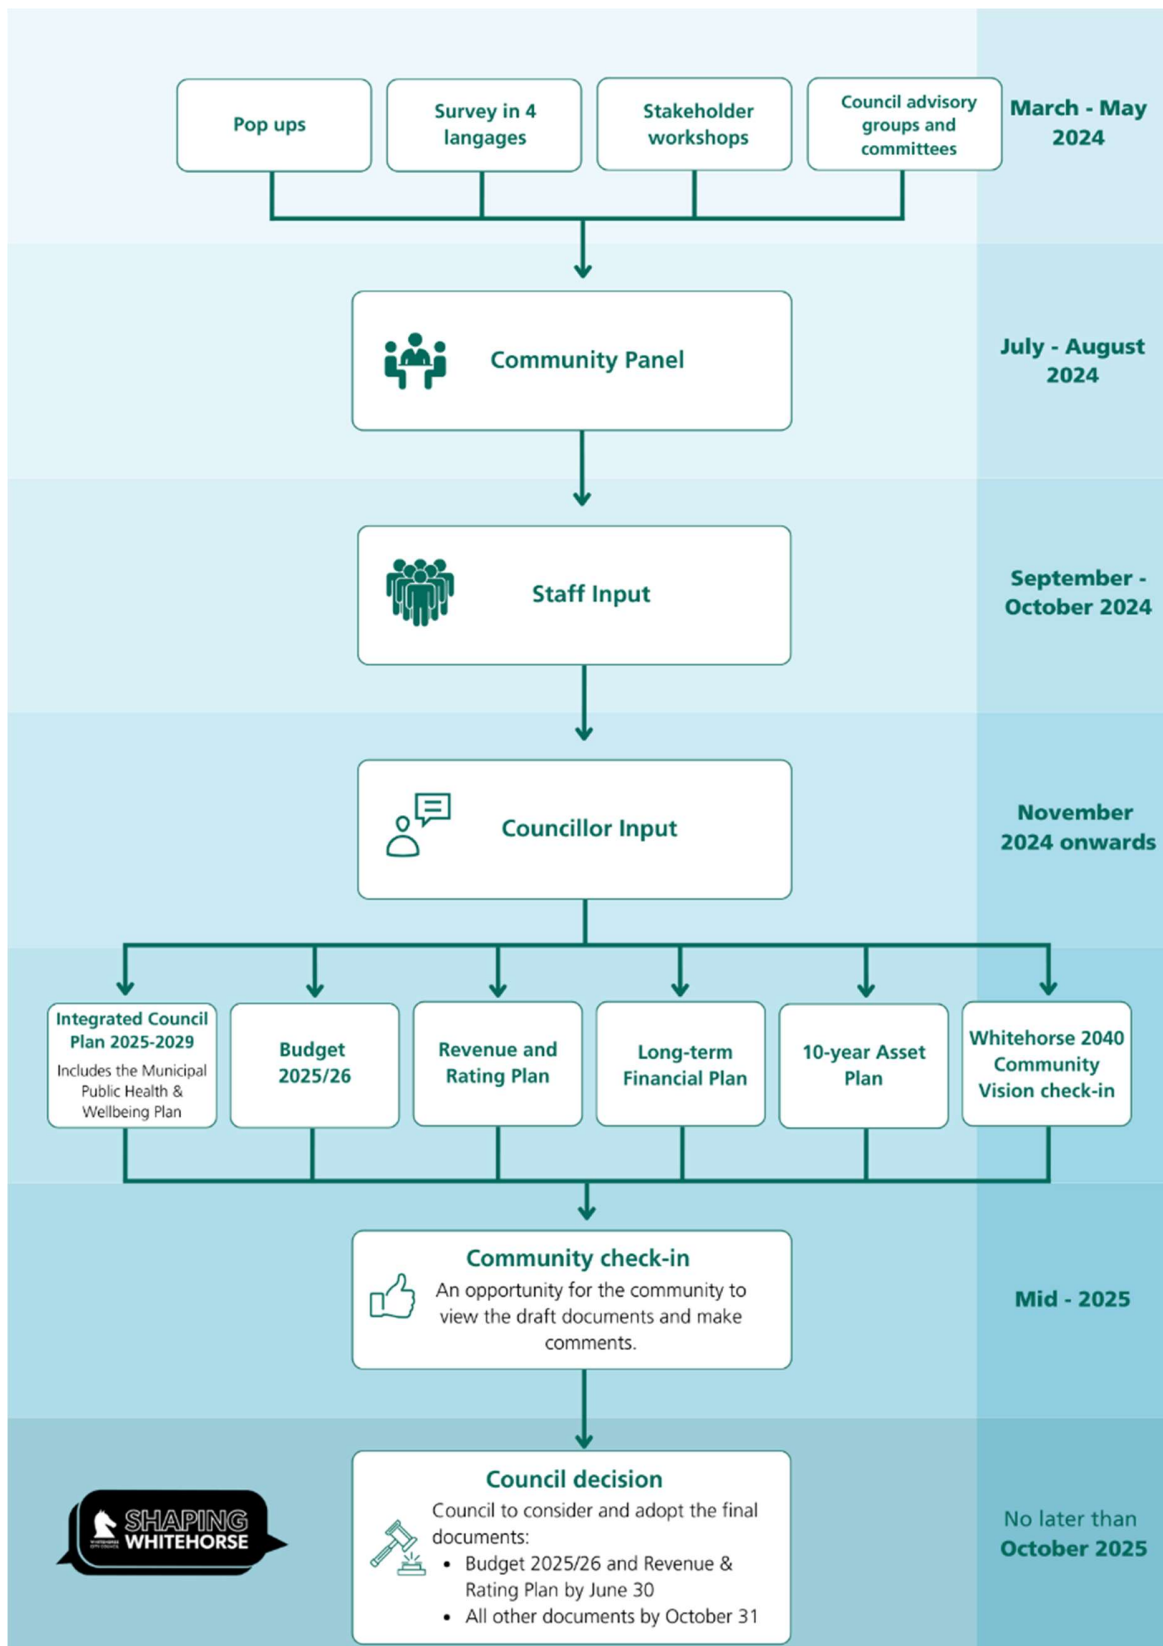 Pop ups
Survey in 4
langages
Stakeholder
workshops
Council advisory
groups and
committees
March - May
2024
Community Panel
July - August
2024
Staff Input
September -
October 2024
Councillor Input
November
2024 onwards
Integrated Council
Plan 2025-2029
Includes the Municipal
Public Health &
Wellbeing Plan
Budget
2025/26
Revenue and
Rating Plan
Long-term
Financial Plan
10-year Asset
Plan
Whitehorse 2040
Community
Vision check-in
Community check-in
An opportunity for the community to
view the draft documents and make
comments.
Mid - 2025
Council decision
Council to consider and adopt the final
documents:
• Budget 2025/26 and Revenue &
Rating Plan by June 30
• All other documents by October 31
No later than
October 2025
SHAPING
WHITEHORSE
WHITEHORSE
CITY COUNCIL